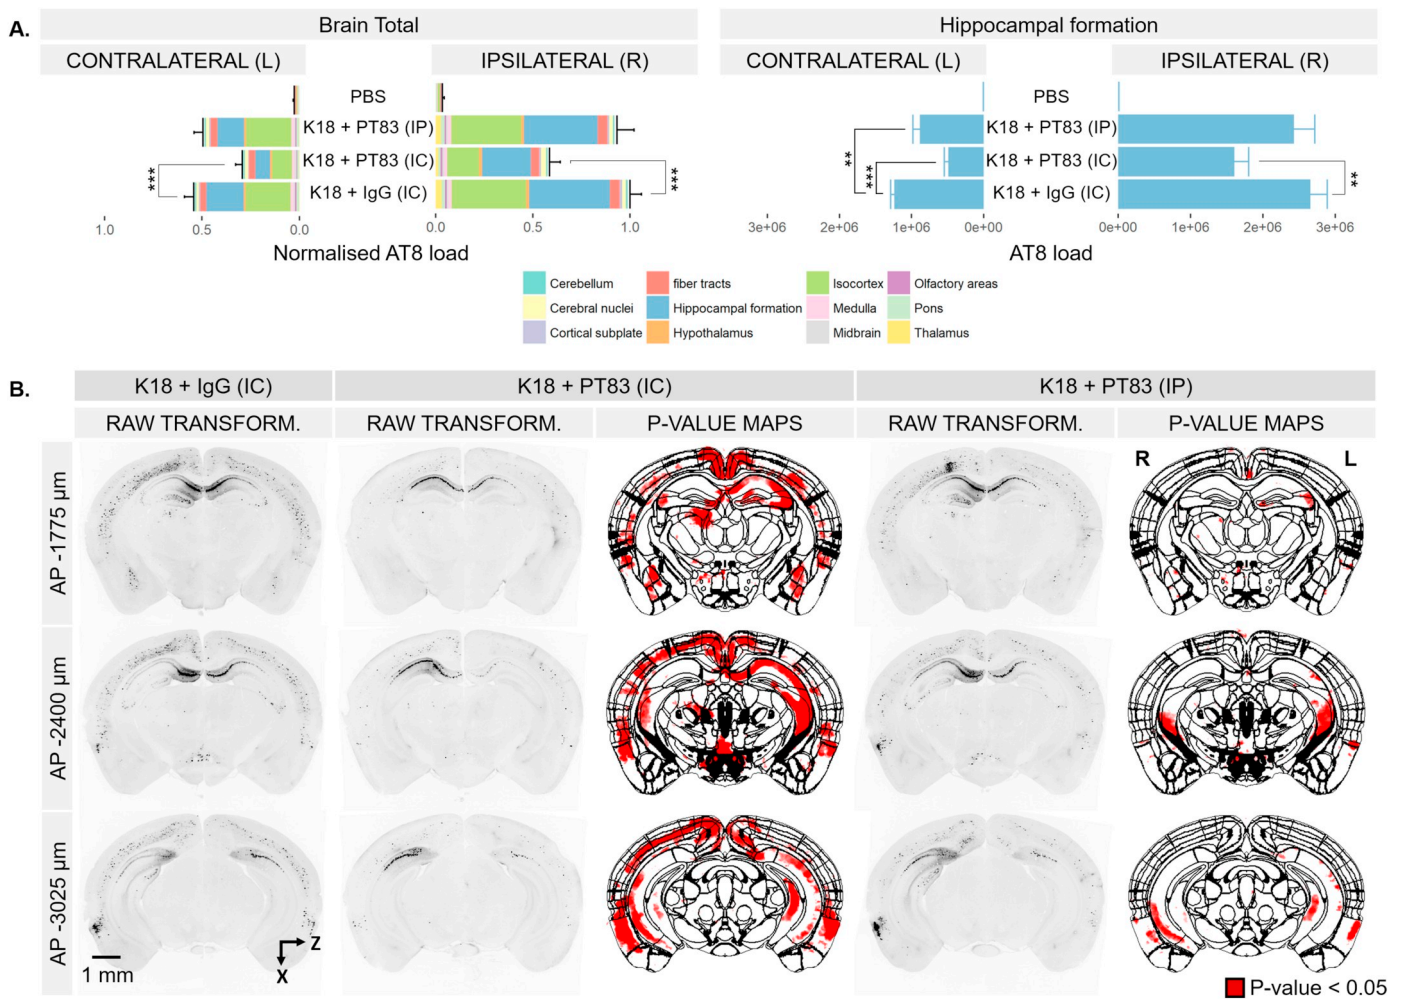 A.
Brain Total
Hippocampal formation
CONTRALATERAL (L)
IPSILATERAL (R)
CONTRALATERAL (L)
IPSILATERAL (R)
PBS
PBS
K18 + PT83 (IP)
K18 + PT83 (IP)
K18 + PT83 (IC)
K18 + PT83 (IC)
K18 + IgG (IC)
K18 + IgG (IC)
***
***
**
***
**
1.0
0.5
0.0
0.0
0.5
1.0
3e+06
2e+06
1e+06
0e+00
0e+00
1e+06
2e+06
3e+06
Normalised AT8 load
AT8 load
Cerebellum
fiber tracts
Isocortex
Olfactory areas
Cerebral nuclei
Hippocampal formation
Medulla
Pons
Cortical subplate
Hypothalamus
Midbrain
Thalamus
B.
K18 + IgG (IC)
K18 + PT83 (IC)
K18 + PT83 (IP)
RAW TRANSFORM.
RAW TRANSFORM.
P-VALUE MAPS
RAW TRANSFORM.
P-VALUE MAPS
AP -1775 µm
R
L
AP -2400 µm
AP -3025 µm
1 mm
Z
X
P-value < 0.05